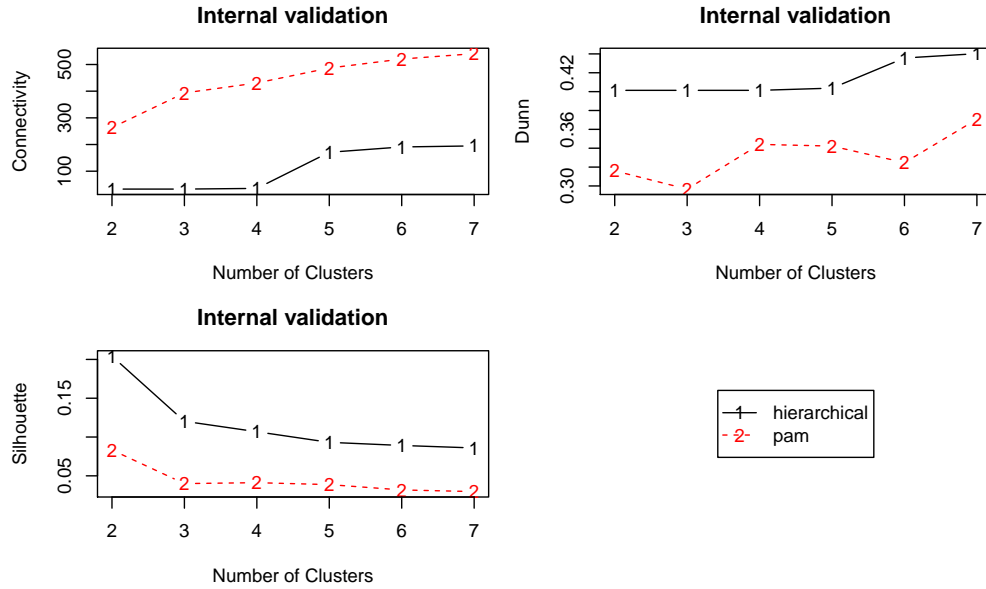 Internal validation
Connectivity
500
300
100
2 2 2 2 2 2
1 1 1 1 1 1
2 3 4 5 6 7
Number of Clusters
Internal validation
Dunn
0.42
0.36
0.30
1 1 1 1 1 1
2 2 2 2 2 2
2 3 4 5 6 7
Number of Clusters
Internal validation
Silhouette
0.15
0.05
1 1 1 1 1 1
2 2 2 2 2 2
2 3 4 5 6 7
Number of Clusters
1 hierarchical
2 pam